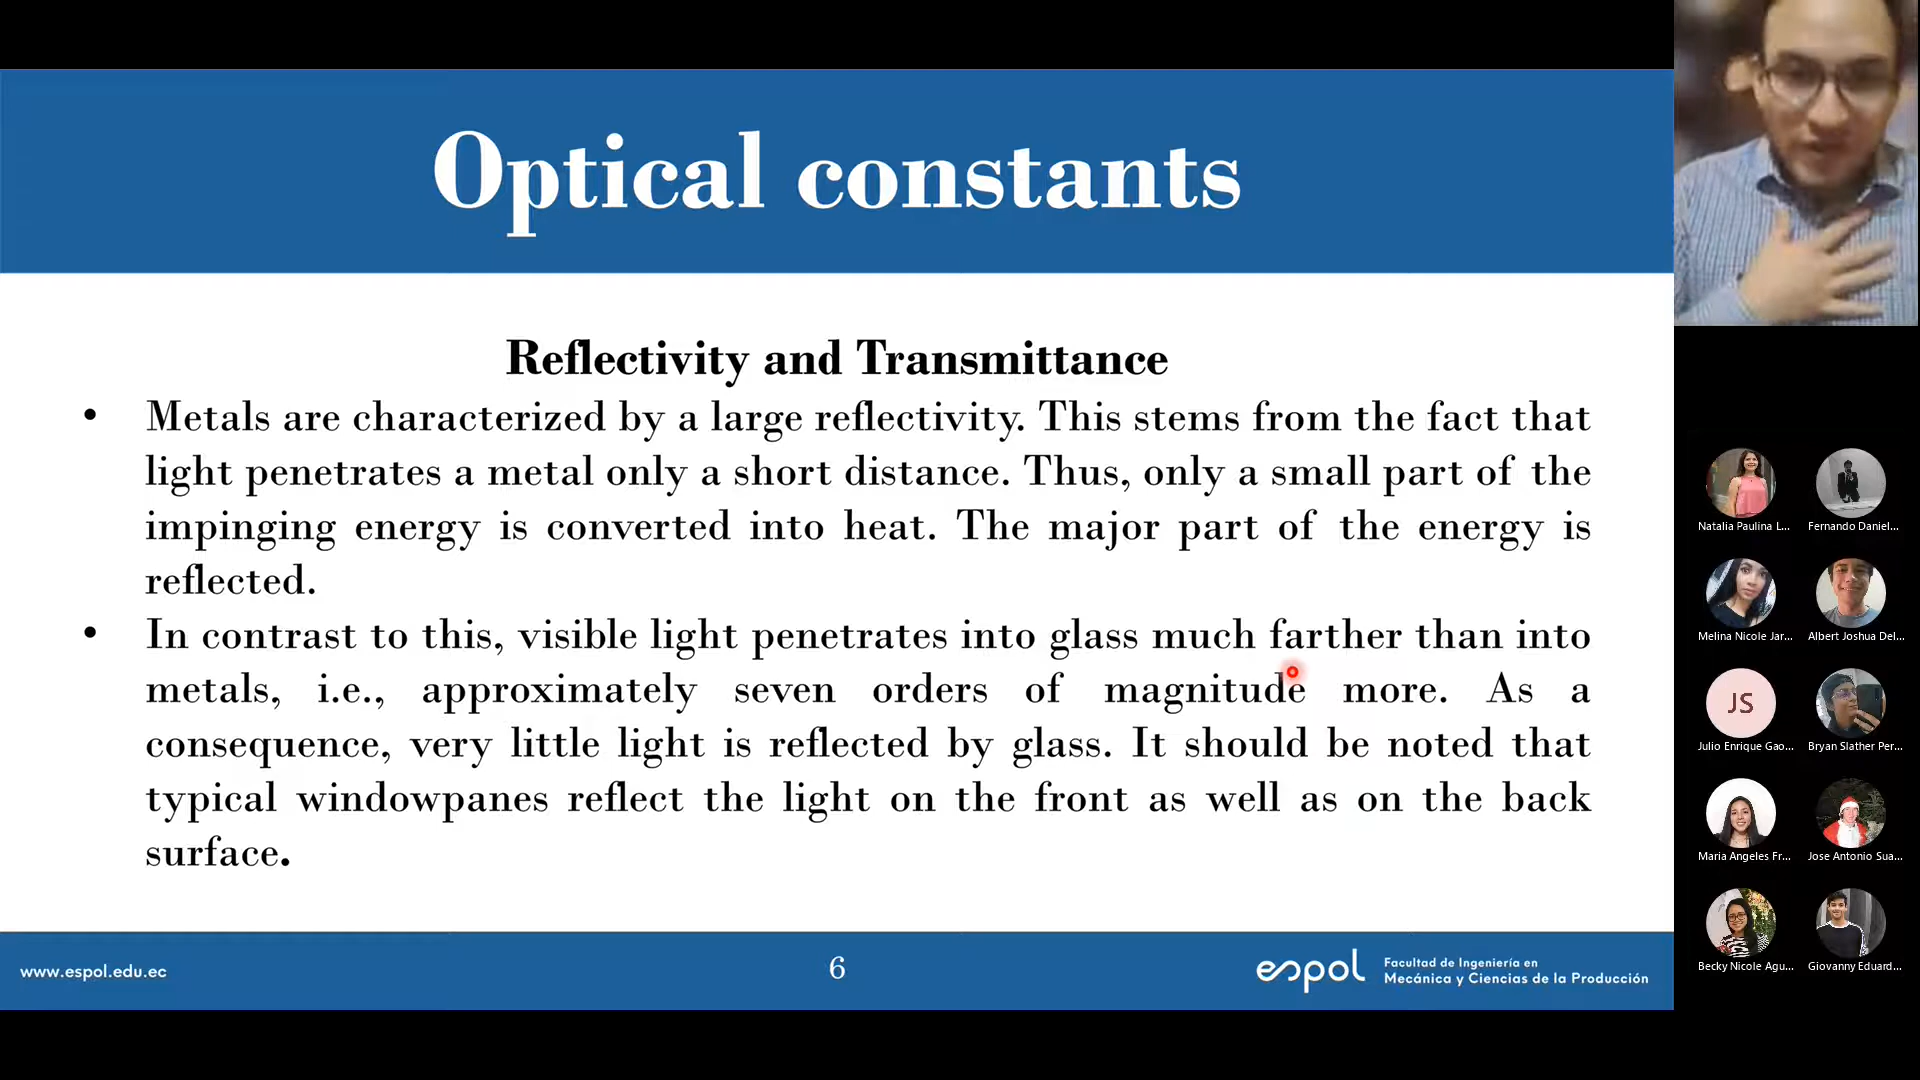 Optical constants
Reflectivity and Transmittance
• Metals are characterized by a large reflectivity. This stems from the fact that
light penetrates a metal only a short distance. Thus, only a small part of the
impinging energy is converted into heat. The major part of the energy is
reflected.
• In contrast to this, visible light penetrates into glass much farther than into
metals, i.e., approximately seven orders of magnitude more. As a
consequence, very little light is reflected by glass. It should be noted that
typical windowpanes reflect the light on the front as well as on the back
surface.
www.espol.edu.ec
6
espol
Facultad de Ingeniería en
Mecánica y Ciencias de la Producción
Natalia Paulina L...
Fernando Daniel...
Melina Nicole Jar...
Albert Joshua Del...
JS
Julio Enrique Gao...
Bryan Slather Per...
Maria Angeles Fr...
Jose Antonio Sua...
Becky Nicole Agu...
Giovanny Eduard...